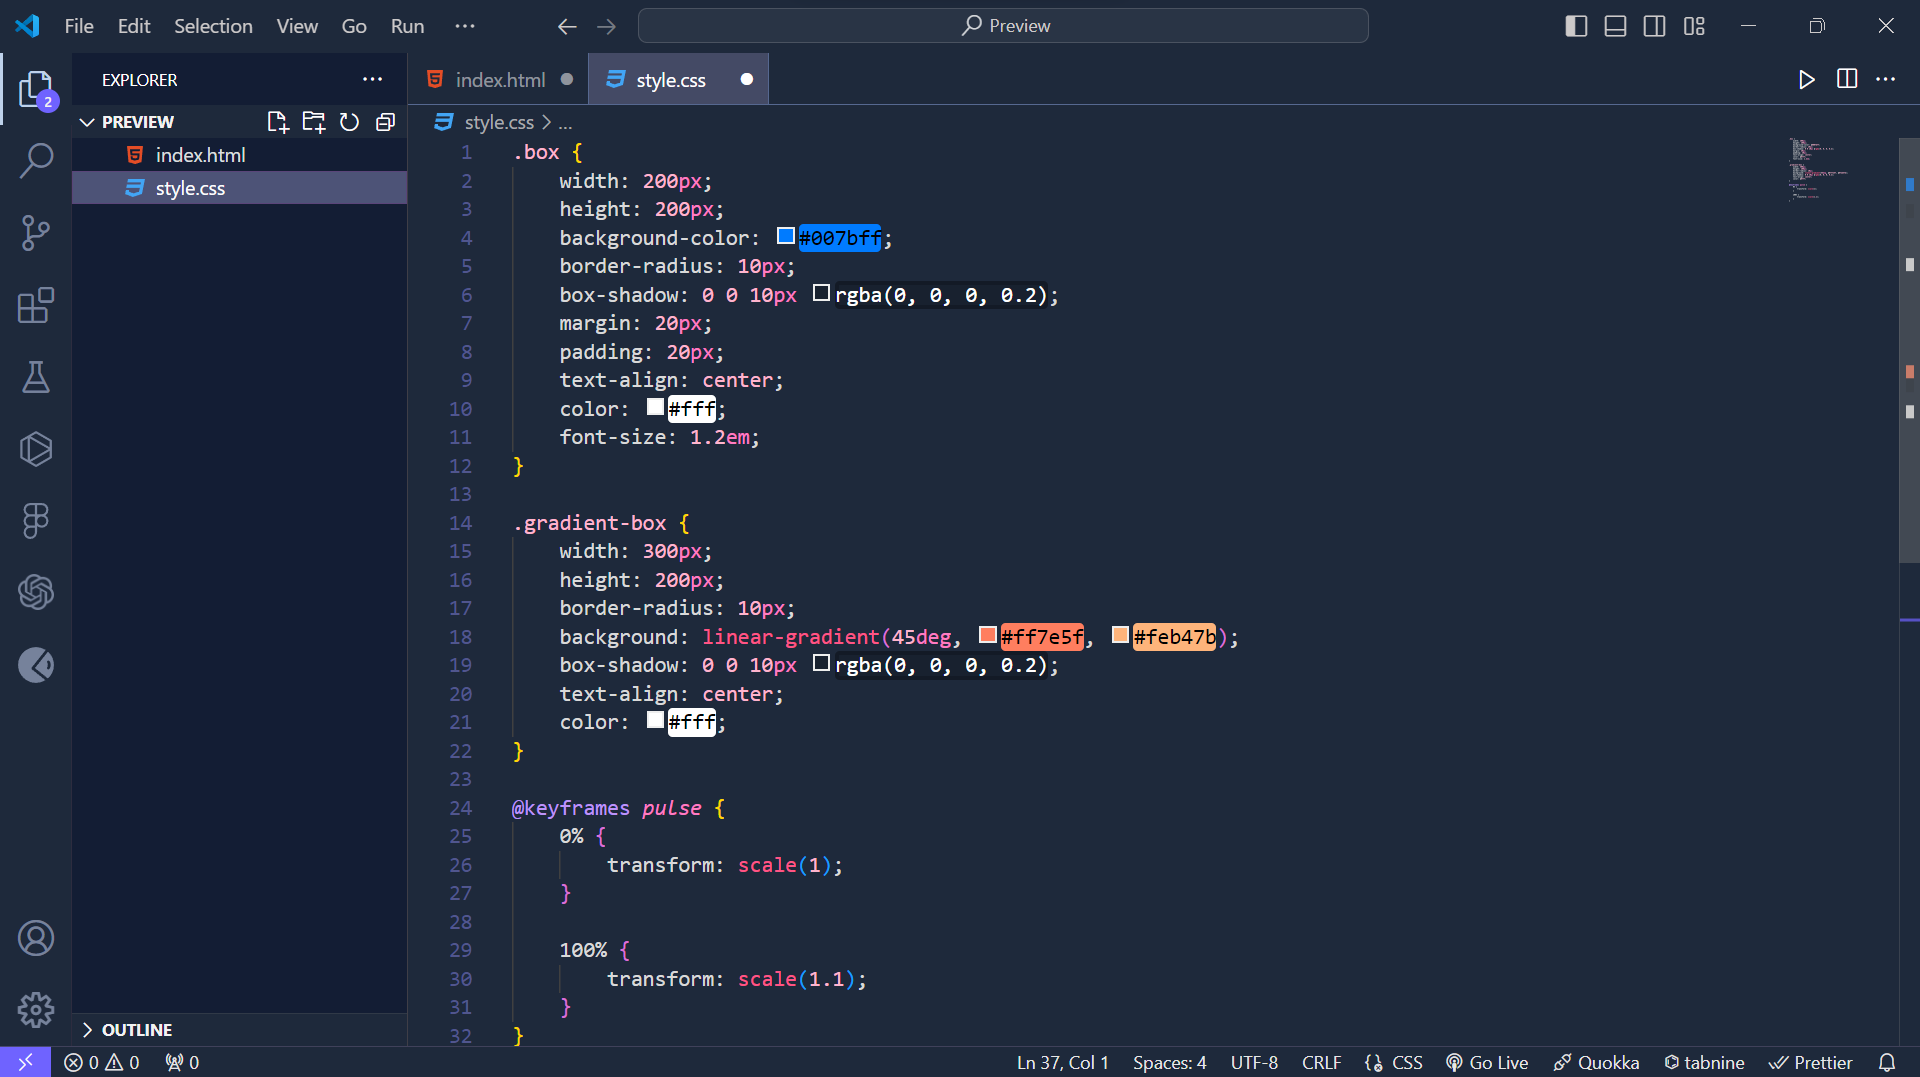 File Edit Selection View Go Run ··· Preview
EXPLORER ···
index.html
style.css
PREVIEW
index.html
style.css
style.css > ...
1 .box {
2 width: 200px;
3 height: 200px;
4 background-color: #007bff;
5 border-radius: 10px;
6 box-shadow: 0 0 10px rgba(0, 0, 0, 0.2);
7 margin: 20px;
8 padding: 20px;
9 text-align: center;
10 color: #fff;
11 font-size: 1.2em;
12 }
13
14 .gradient-box {
15 width: 300px;
16 height: 200px;
17 border-radius: 10px;
18 background: linear-gradient(45deg, #ff7e5f, #feb47b);
19 box-shadow: 0 0 10px rgba(0, 0, 0, 0.2);
20 text-align: center;
21 color: #fff;
22 }
23
24 @keyframes pulse {
25 0% {
26 transform: scale(1);
27 }
28
29 100% {
30 transform: scale(1.1);
31 }
32 }
2
OUTLINE
0 0 0 Ln 37, Col 1 Spaces: 4 UTF-8 CRLF CSS Go Live Quokka tabnine Prettier